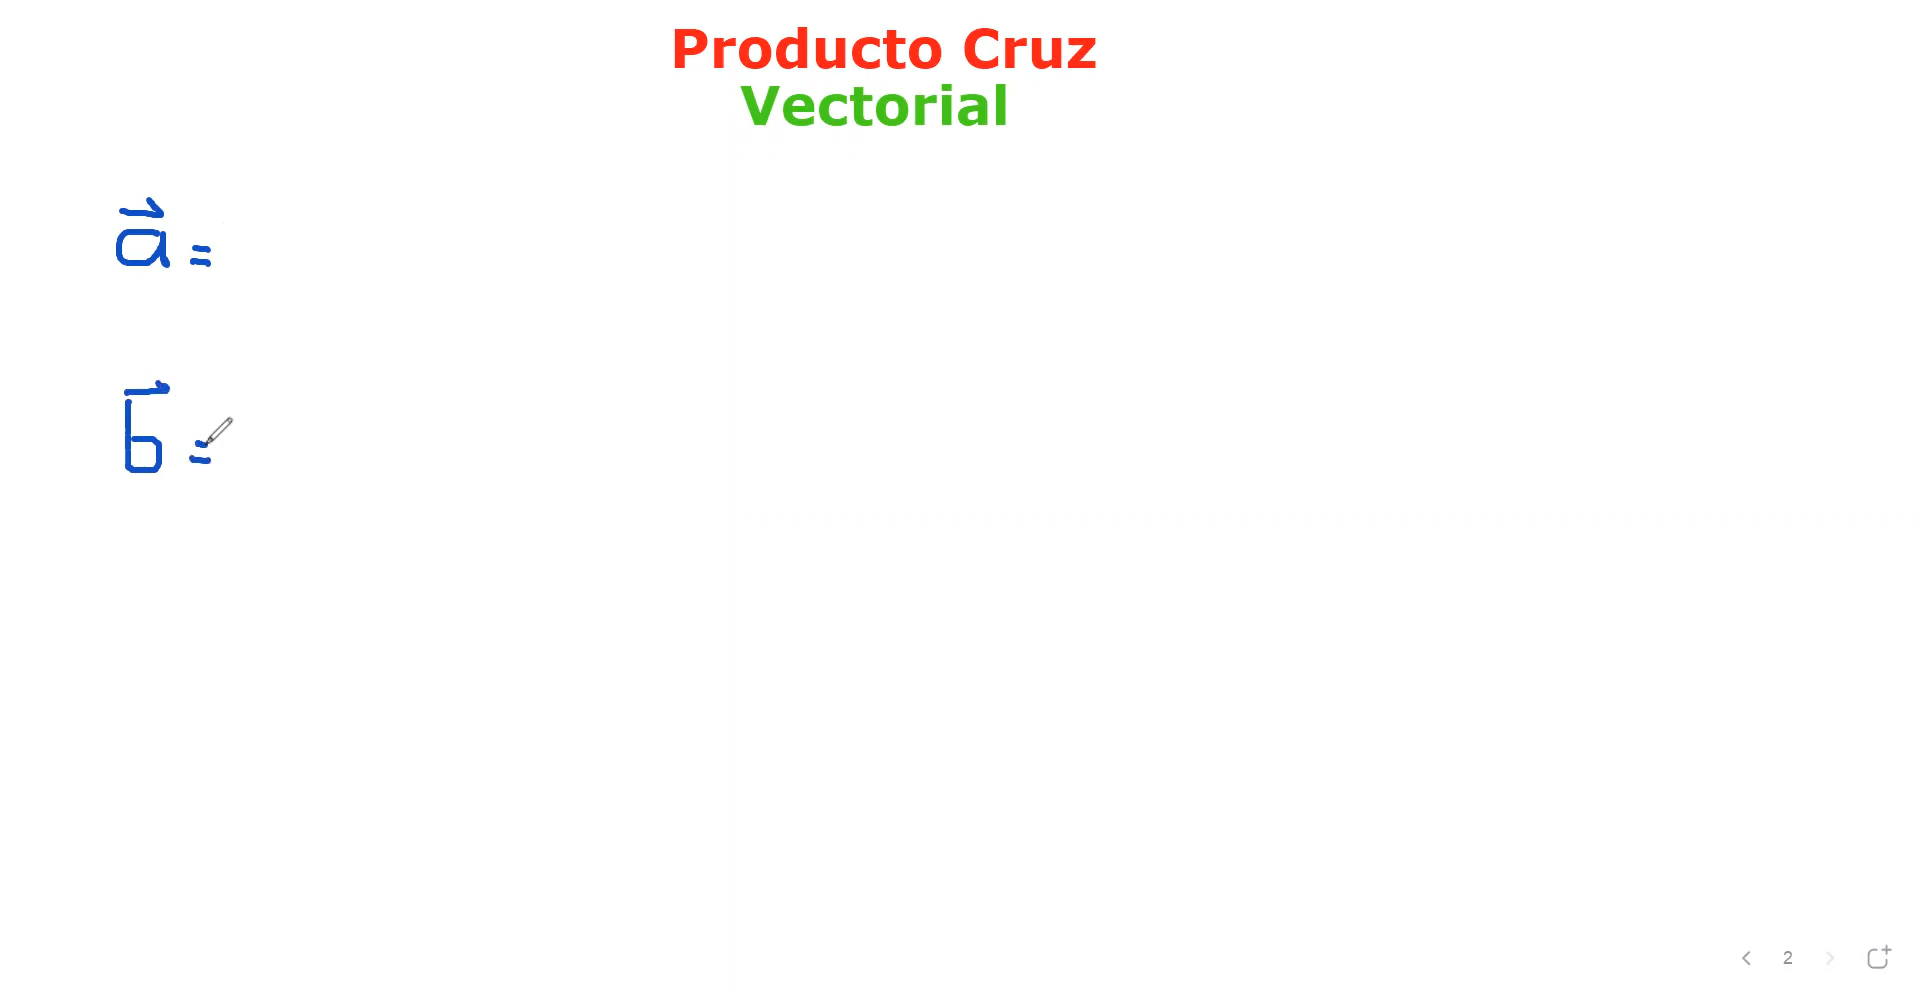 Producto Cruz
Vectorial
a⃗ =
b⃗ =
2